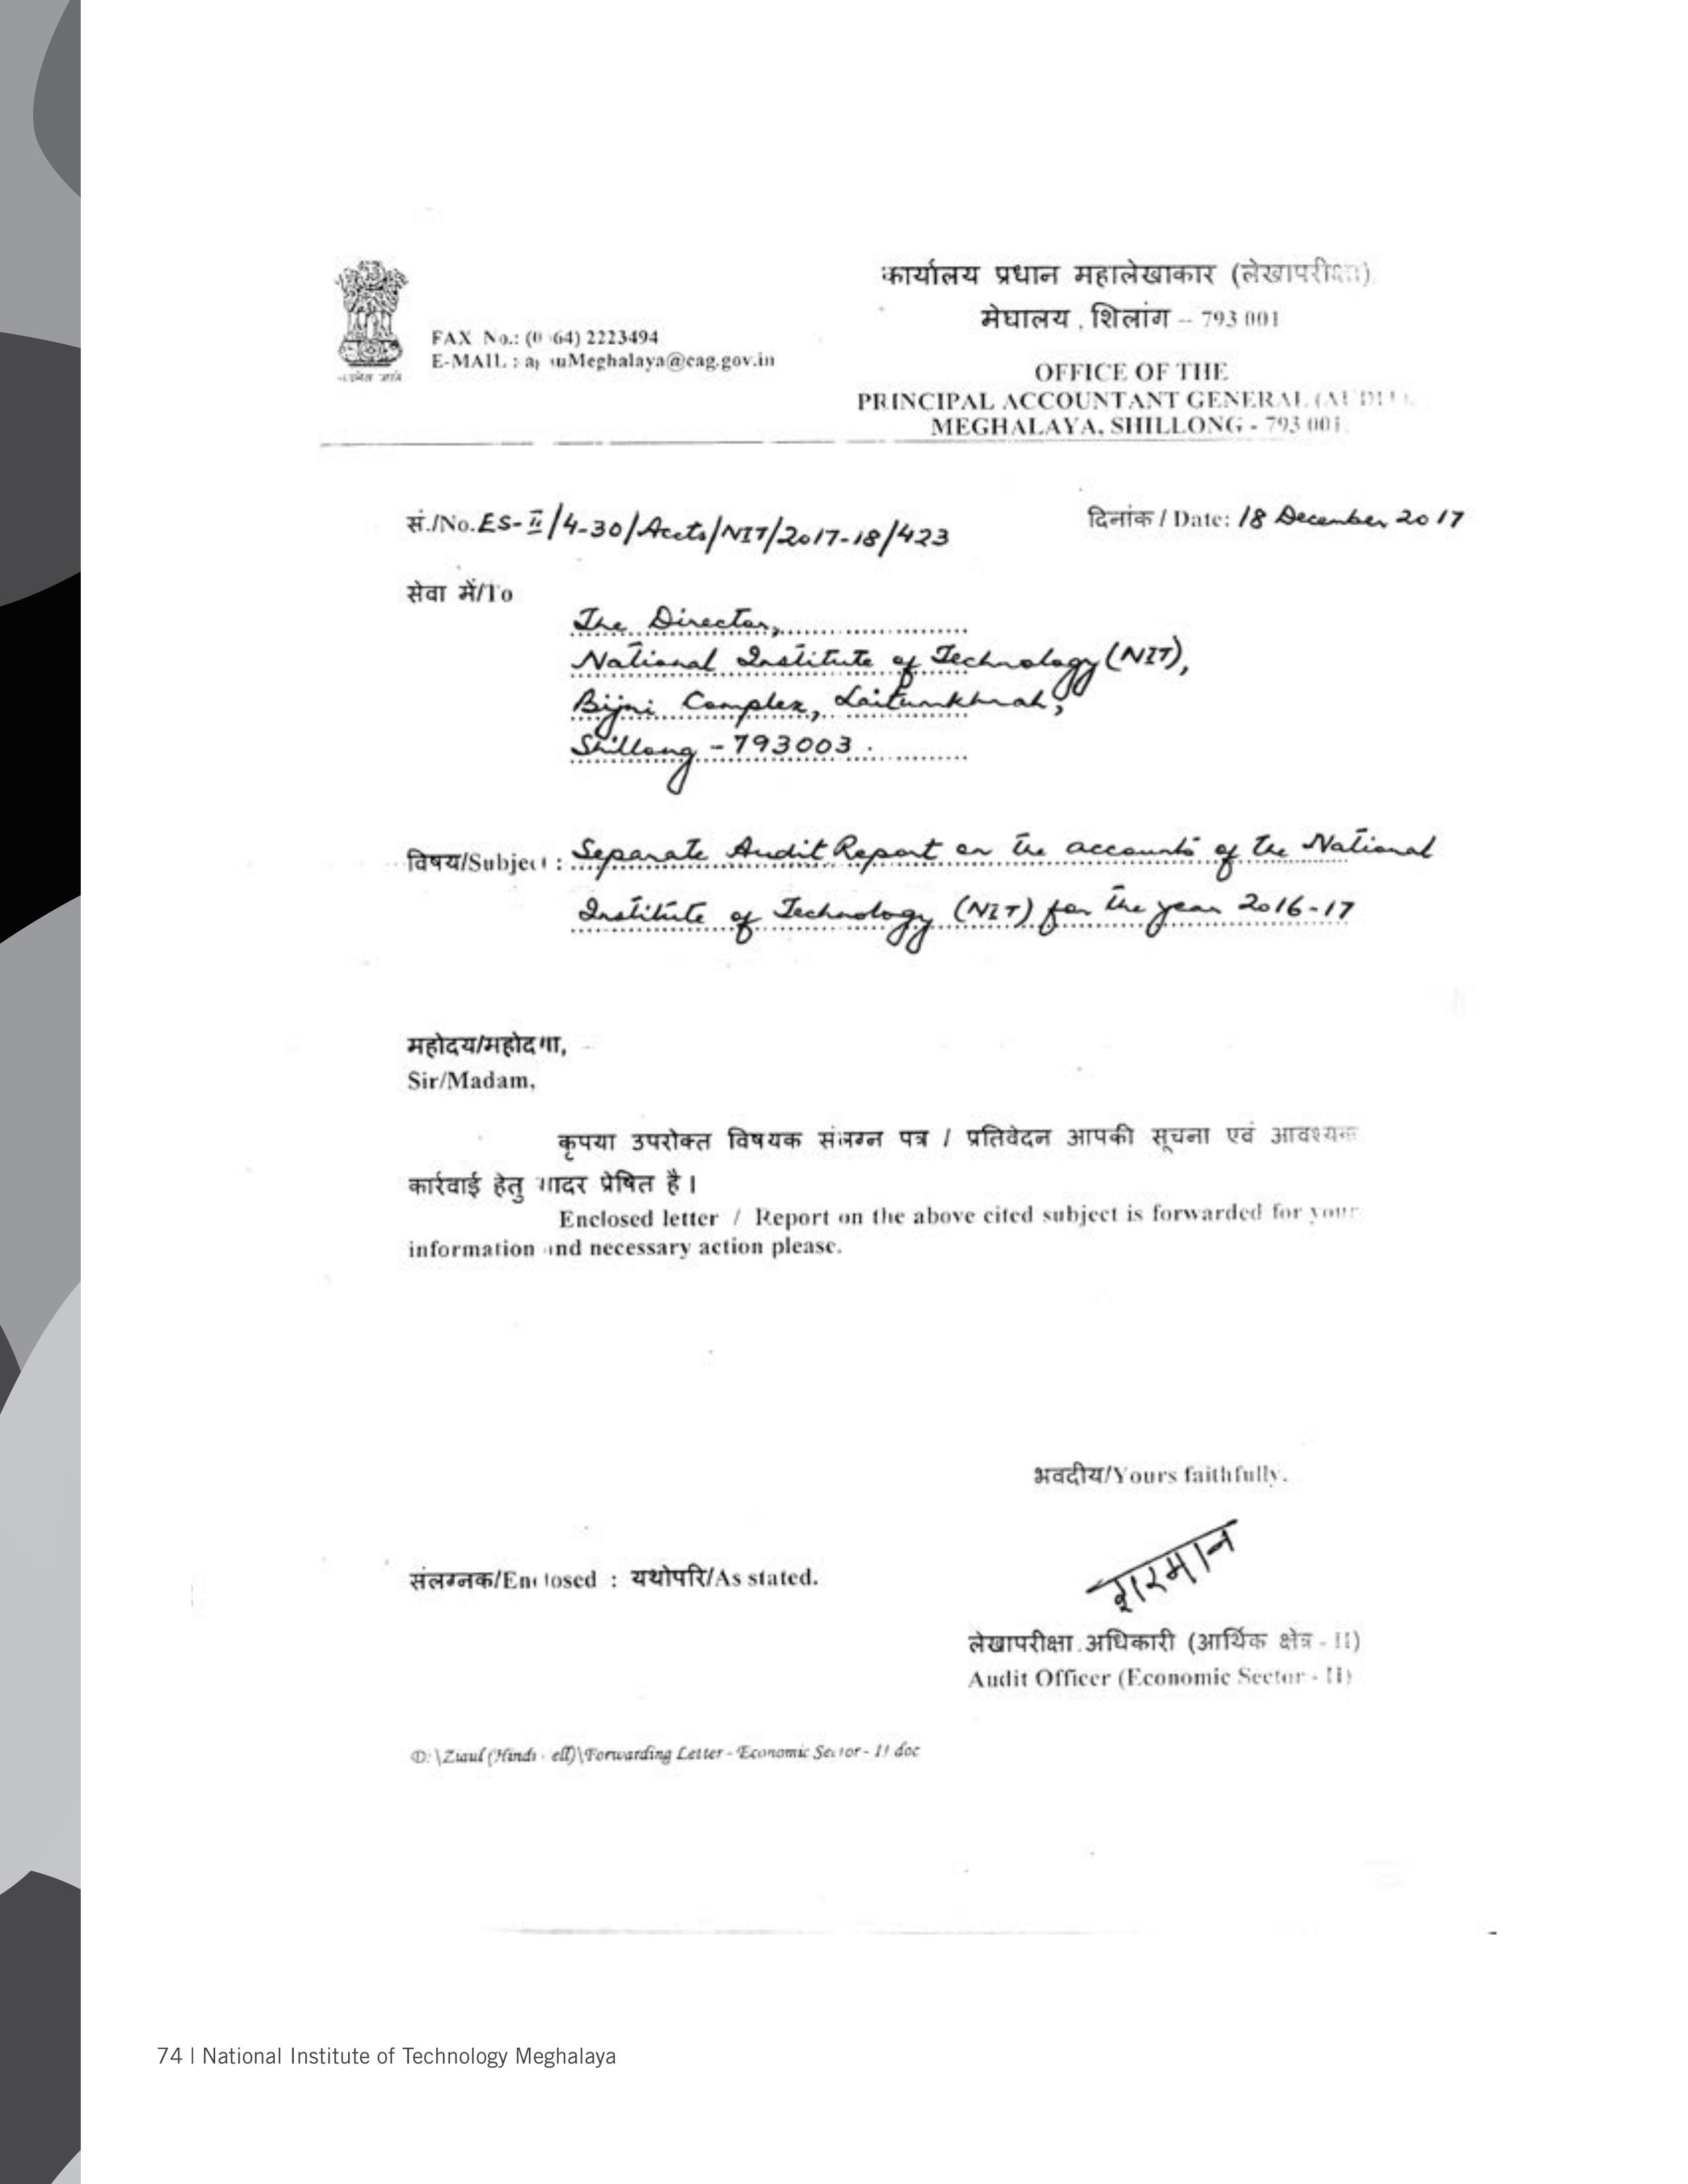 कार्यालय प्रधान महालेखाकार (लेखापरीक्षा)
मेघालय , शिलांग – 793 001
FAX No.: (0 64) 2223494
E-MAIL : uMeghalaya@cag.gov.in
OFFICE OF THE
PRINCIPAL ACCOUNTANT GENERAL (AUDIT),
MEGHALAYA, SHILLONG - 793 001.
सं./No. ES-II/4-30/Accts/NIT/2017-18/423
दिनांक / Date: 18 December 2017
सेवा में/To
The Director,
National Institute of Technology (NIT),
Bijni Complex, Laitumkhrah,
Shillong - 793003.
विषय/Subject : Separate Audit Report on the accounts of the National
Institute of Technology (NIT) for the year 2016-17
महोदय/महोदया,
Sir/Madam,
कृपया उपरोक्त विषयक संलग्न पत्र / प्रतिवेदन आपकी सूचना एवं आवश्यक
कार्रवाई हेतु सादर प्रेषित है।
Enclosed letter / Report on the above cited subject is forwarded for your
information and necessary action please.
भवदीय/Yours faithfully.
संलग्नक/Enclosed : यथोपरि/As stated.
लेखापरीक्षा अधिकारी (आर्थिक क्षेत्र - II)
Audit Officer (Economic Sector - II)
D:\Ziaul (Hindi elf)\Forwarding Letter - Economic Sector - II doc
74 | National Institute of Technology Meghalaya